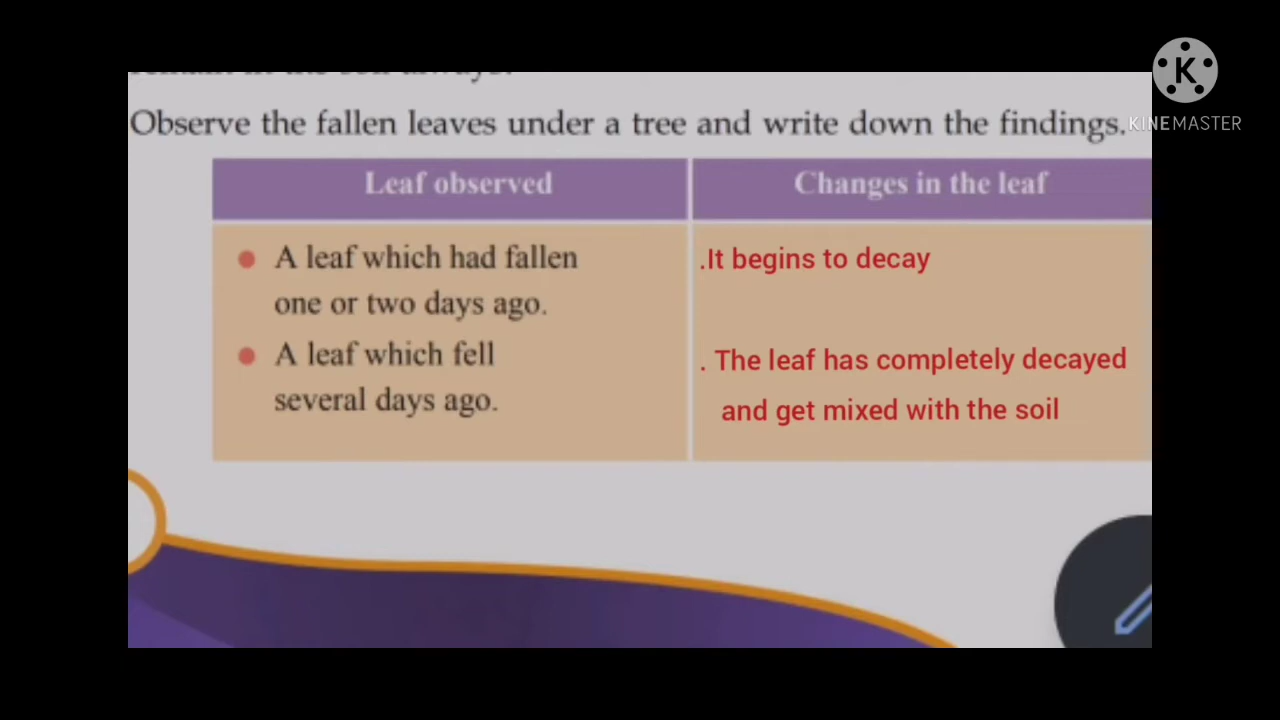 Observe the fallen leaves under a tree and write down the findings.
KINEMASTER
Leaf observed
Changes in the leaf
A leaf which had fallen
one or two days ago.
.It begins to decay
A leaf which fell
several days ago.
. The leaf has completely decayed
and get mixed with the soil